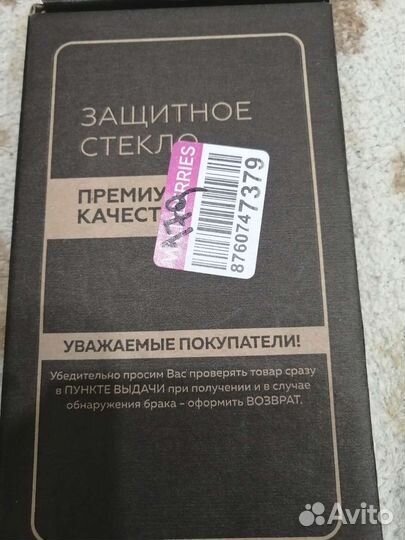 ЗАЩИТНОЕ
СТЕКЛО
ПРЕМИУ
КАЧЕСТ
RRIES
8760747379
УВАЖАЕМЫЕ ПОКУПАТЕЛИ!
Убедительно просим Вас проверять товар сразу
в ПУНКТЕ ВЫДАЧИ при получении и в случае
обнаружения брака – оформить ВОЗВРАТ.
Avito